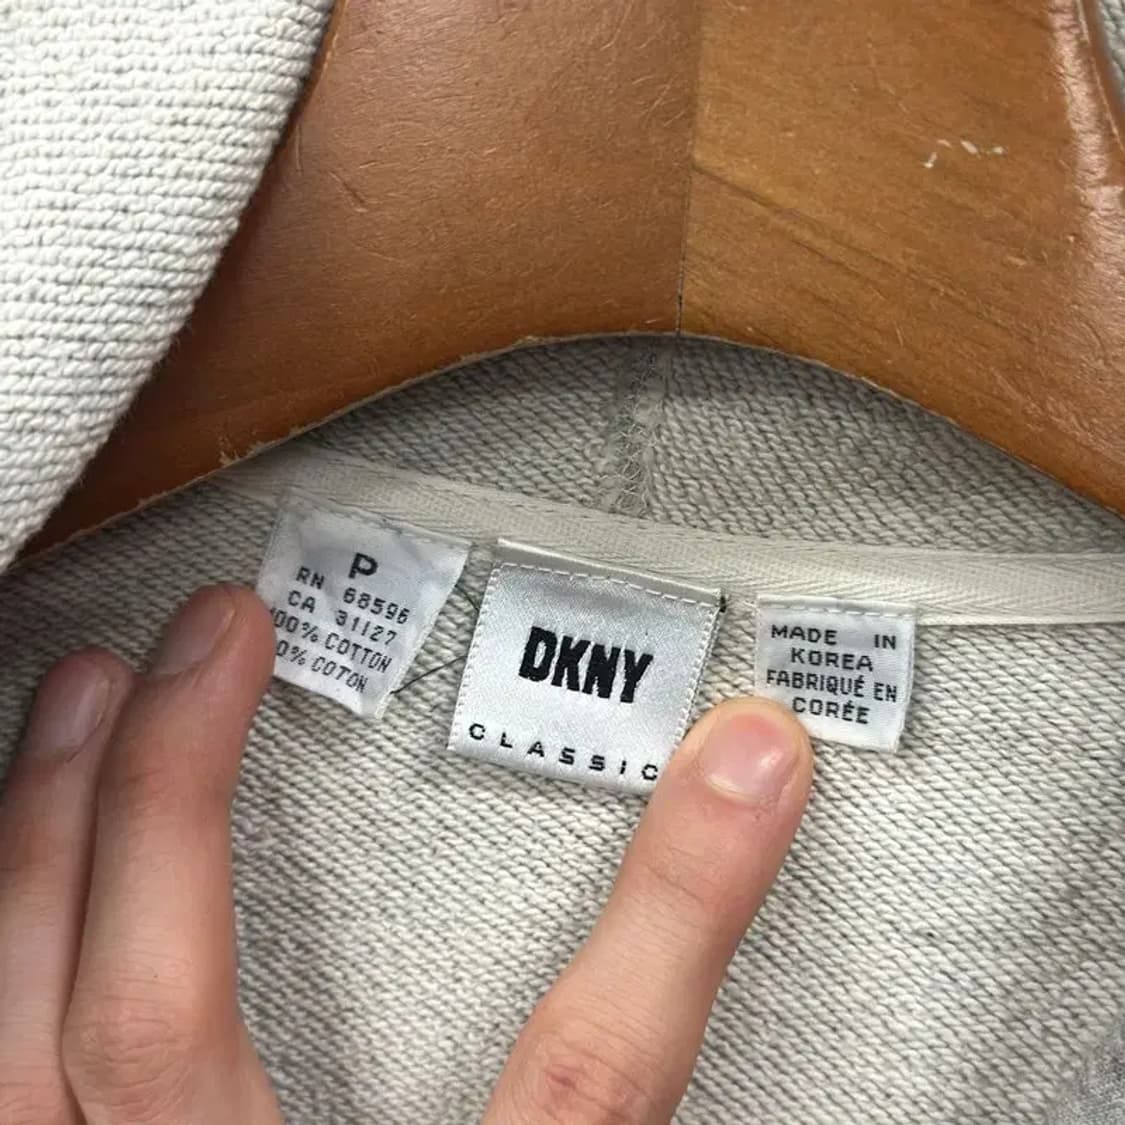 P
RN 68596
CA 31127
100% COTTON
0% COTON
DKNY
CLASSIC
MADE IN
KOREA
FABRIQUÉ EN
CORÉE